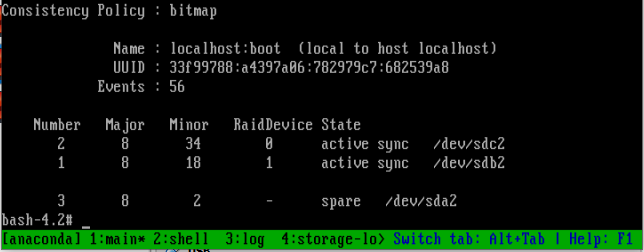 Consistency Policy : bitmap
Name : localhost:boot (local to host localhost)
UUID : 33f99788:a4397a06:782979c7:682539a8
Events : 56
Number Major Minor RaidDevice State
2 8 34 0 active sync /dev/sdc2
1 8 18 1 active sync /dev/sdb2
3 8 2 - spare /dev/sda2
bash-4.2# _
[anaconda] 1:main* 2:shell 3:log 4:storage-lo> Switch tab: Alt+Tab | Help: F1